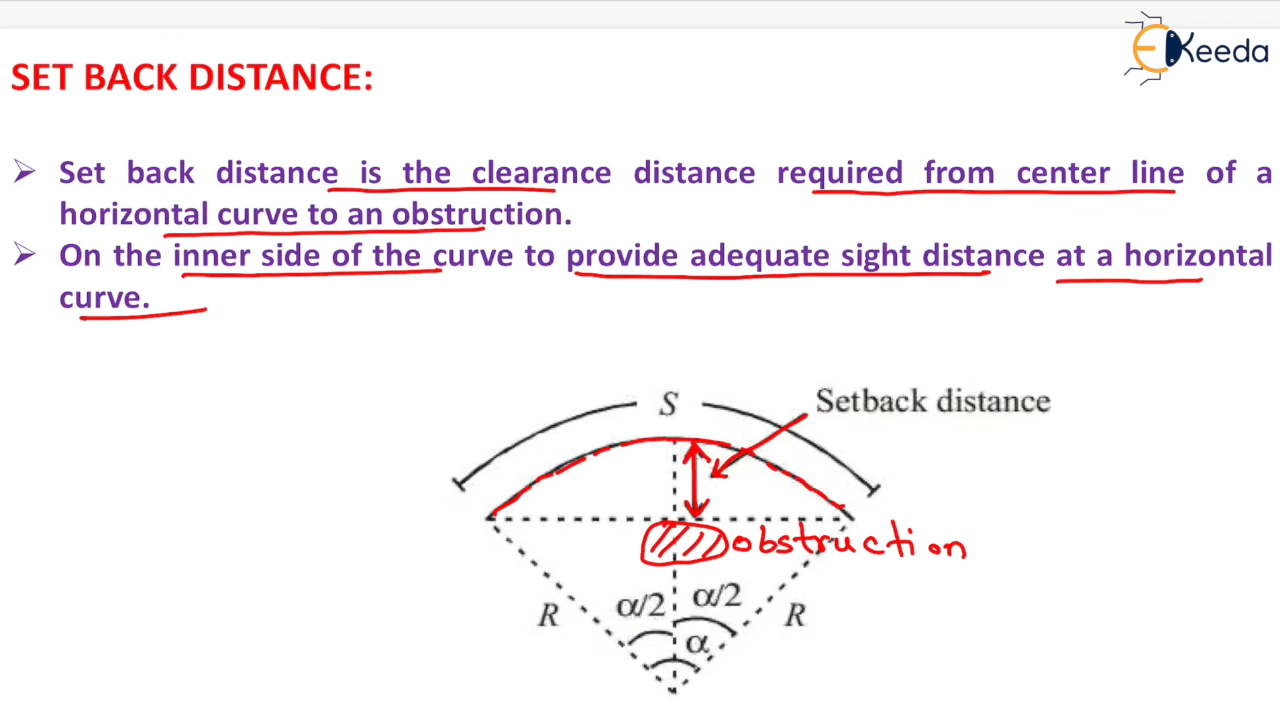 EKeeda
SET BACK DISTANCE:
➢ Set back distance is the clearance distance required from center line of a
horizontal curve to an obstruction.
➢ On the inner side of the curve to provide adequate sight distance at a horizontal
curve.
S
Setback distance
obstruction
α/2
α/2
R
R
α